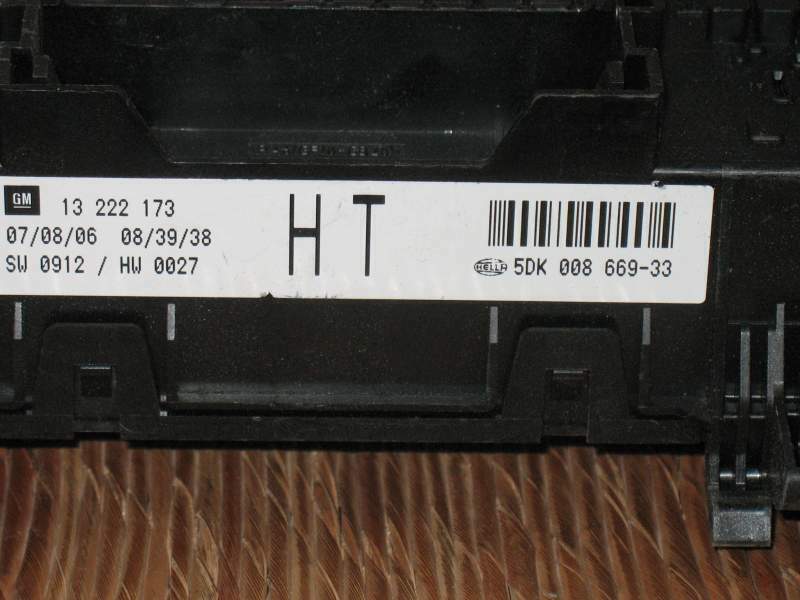 GM 13 222 173
07/08/06 08/39/38
SW 0912 / HW 0027
HT
HELLA 5DK 008 669-33